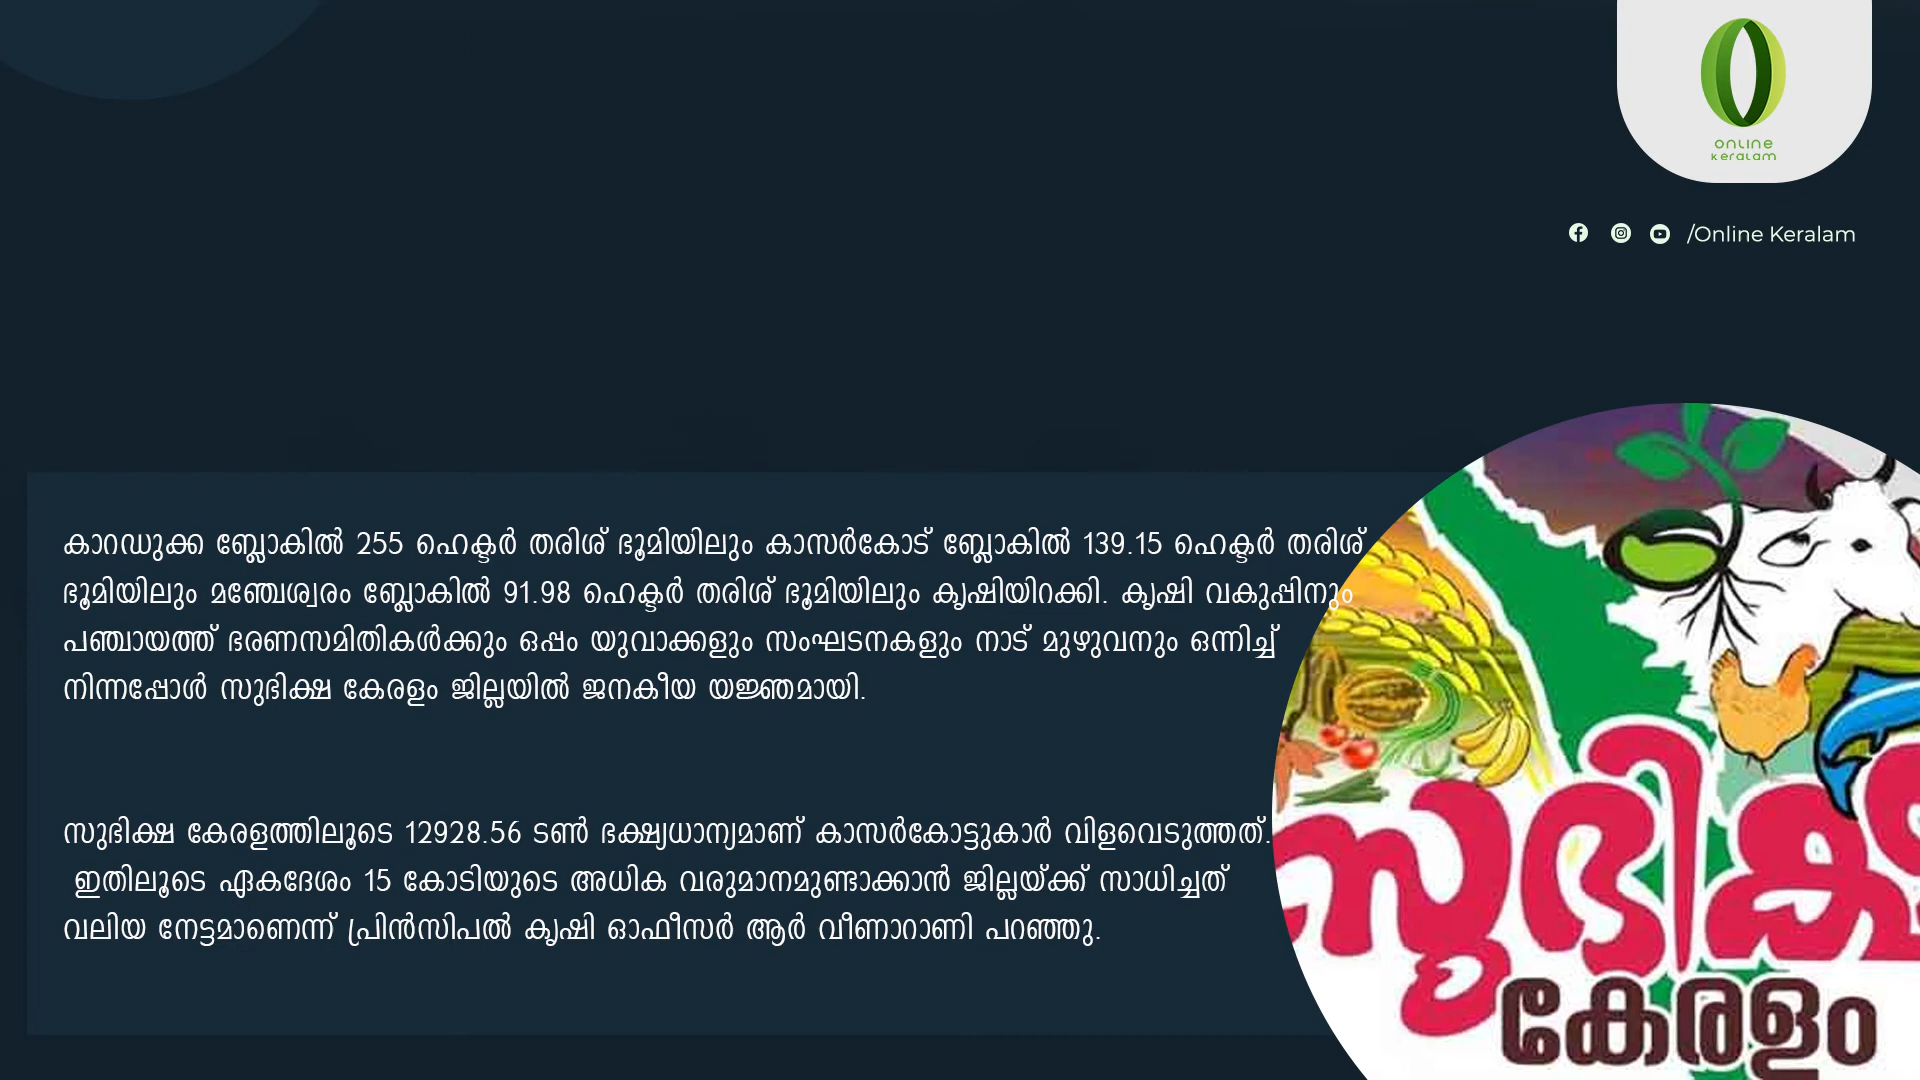 online
keralam
/Online Keralam
കാറഡുക്ക ബ്ലോകിൽ 255 ഹെക്ടർ തരിശ് ഭൂമിയിലും കാസർകോട് ബ്ലോകിൽ 139.15 ഹെക്ടർ തരിശ്
ഭൂമിയിലും മഞ്ചേശ്വരം ബ്ലോകിൽ 91.98 ഹെക്ടർ തരിശ് ഭൂമിയിലും കൃഷിയിറക്കി. കൃഷി വകുപ്പിനും
പഞ്ചായത്ത് ഭരണസമിതികൾക്കും ഒപ്പം യുവാക്കളും സംഘടനകളും നാട് മുഴുവനും ഒന്നിച്ച്
നിന്നപ്പോൾ സുഭിക്ഷ കേരളം ജില്ലയിൽ ജനകീയ യജ്ഞമായി.
സുഭിക്ഷ കേരളത്തിലൂടെ 12928.56 ടൺ ഭക്ഷ്യധാന്യമാണ് കാസർകോട്ടുകാർ വിളവെടുത്തത്.
ഇതിലൂടെ ഏകദേശം 15 കോടിയുടെ അധിക വരുമാനമുണ്ടാക്കാൻ ജില്ലയ്ക്ക് സാധിച്ചത്
വലിയ നേട്ടമാണെന്ന് പ്രിൻസിപൽ കൃഷി ഓഫീസർ ആർ വീണാറാണി പറഞ്ഞു.
സുഭിക്ഷ
കേരളം